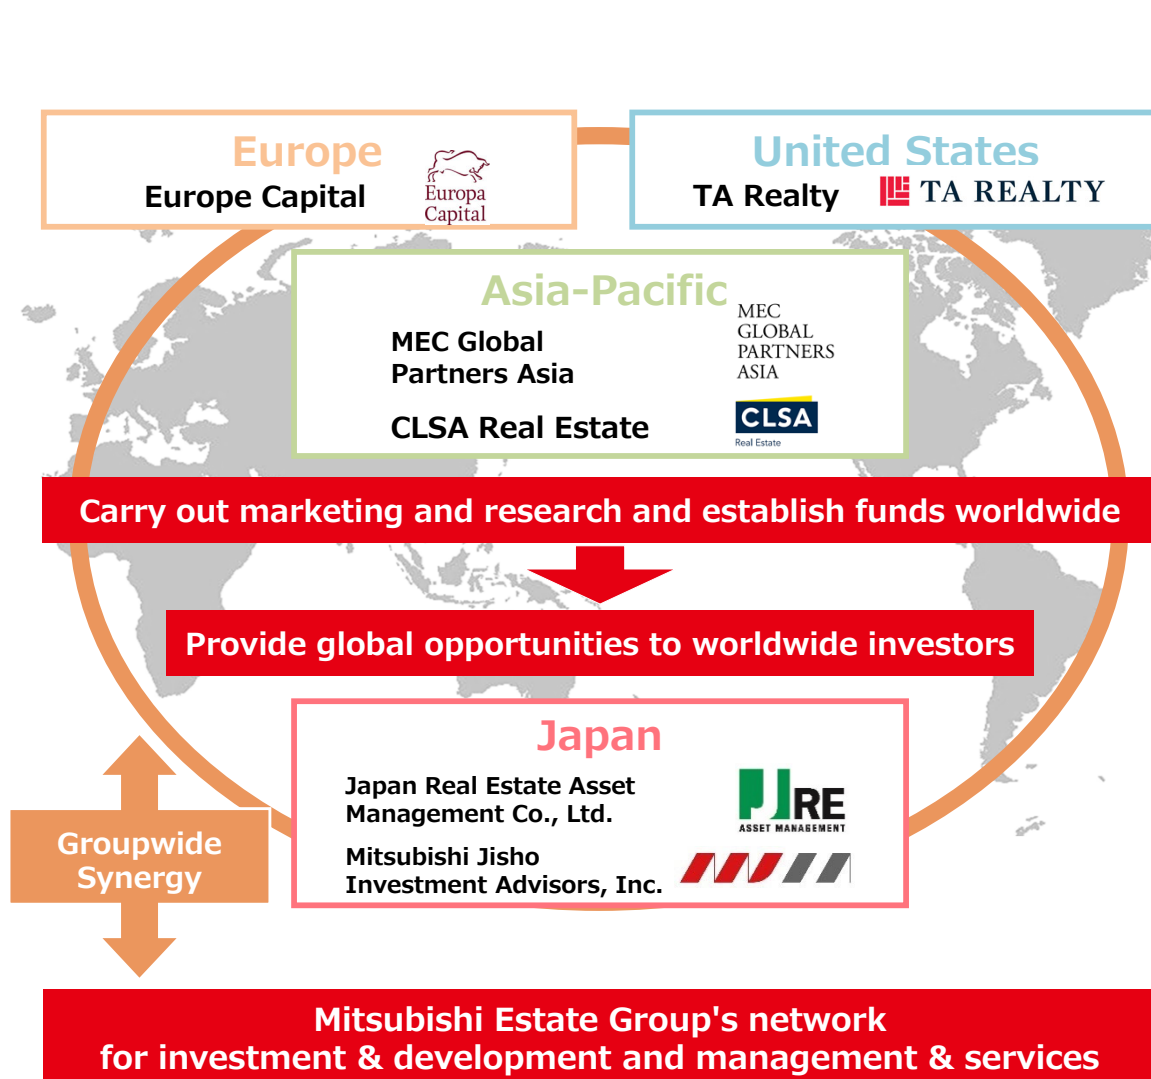 Europe
Europe Capital
Europa
Capital
United States
TA Realty
TA REALTY
Asia-Pacific
MEC Global
Partners Asia
MEC
GLOBAL
PARTNERS
ASIA
CLSA Real Estate
CLSA
Real Estate
Carry out marketing and research and establish funds worldwide
Provide global opportunities to worldwide investors
Japan
Japan Real Estate Asset
Management Co., Ltd.
JRE
ASSET MANAGEMENT
Mitsubishi Jisho
Investment Advisors, Inc.
Groupwide
Synergy
Mitsubishi Estate Group's network
for investment & development and management & services